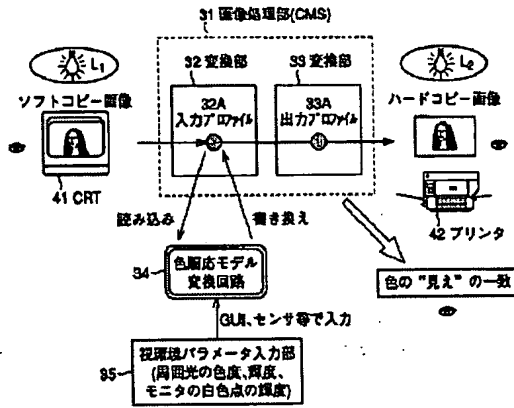 31 画像処理部(CMS)
32 変換部
33 変換部
L1
L2
ソフトコピー画像
32A
入力プロファイル
33A
出力プロファイル
ハードコピー画像
41 CRT
42 プリンタ
読み込み
書き換え
34
色順応モデル
変換回路
色の"見え"の一致
GUI、センサ等で入力
35
視環境パラメータ入力部
(周囲光の色度、輝度、
モニタの白色点の輝度)